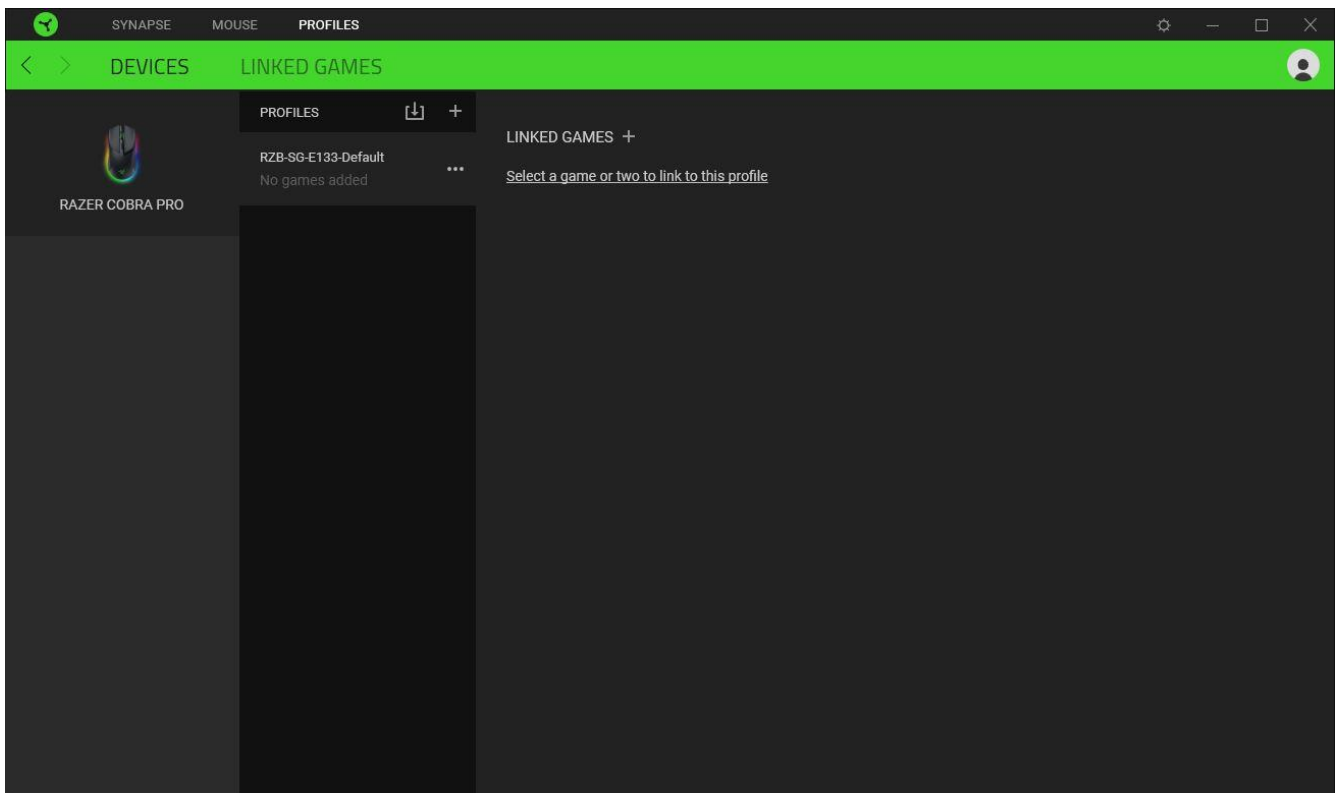 SYNAPSE MOUSE PROFILES
DEVICES LINKED GAMES
RAZER COBRA PRO
PROFILES
RZB-SG-E133-Default
No games added
LINKED GAMES
Select a game or two to link to this profile